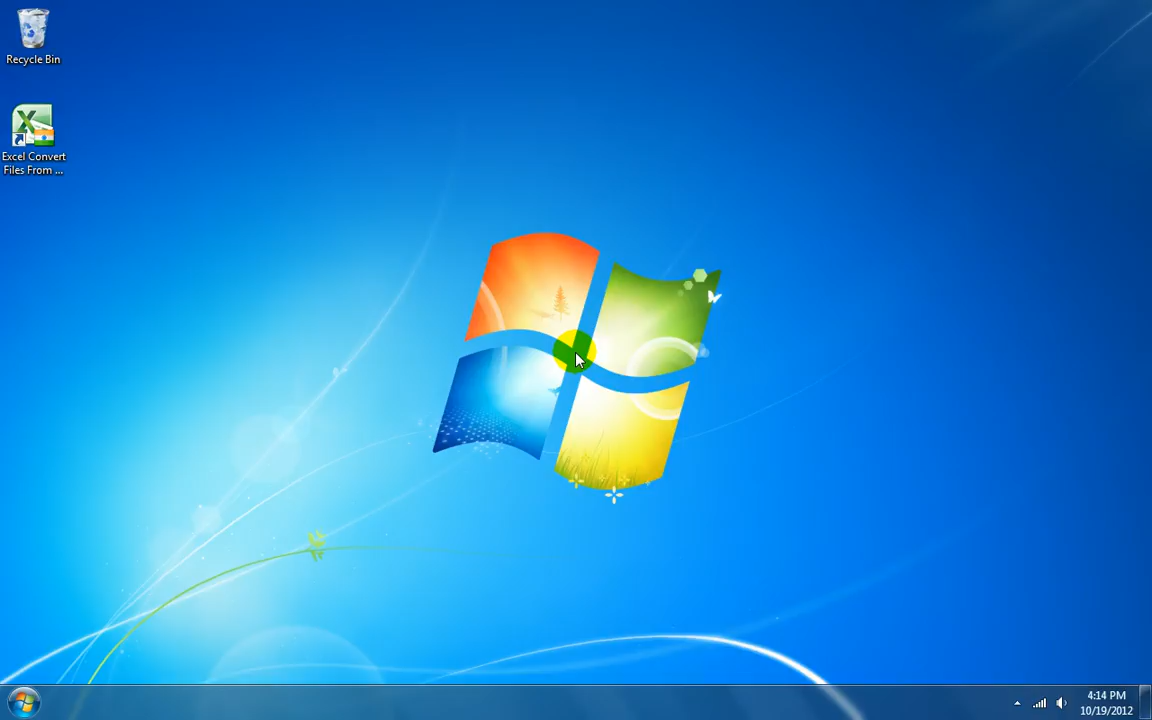 Recycle Bin
Excel Convert
Files From ...
4:14 PM
10/19/2012